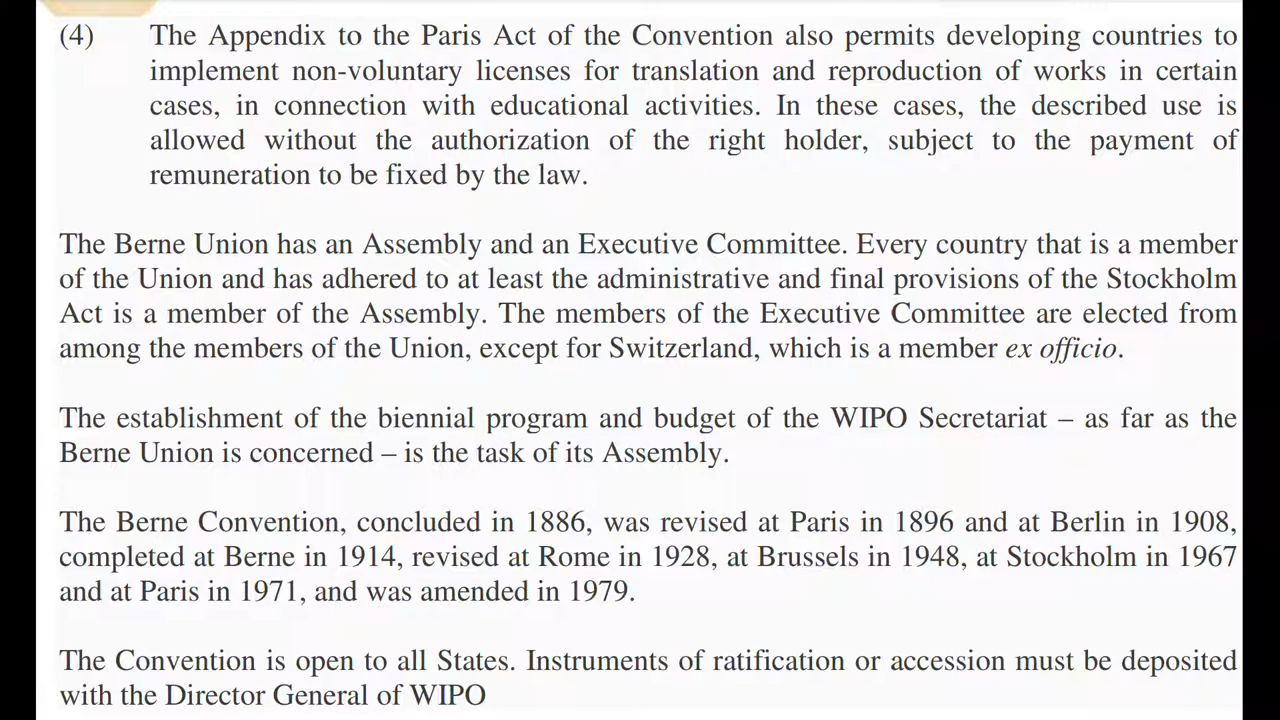 (4) The Appendix to the Paris Act of the Convention also permits developing countries to
implement non-voluntary licenses for translation and reproduction of works in certain
cases, in connection with educational activities. In these cases, the described use is
allowed without the authorization of the right holder, subject to the payment of
remuneration to be fixed by the law.
The Berne Union has an Assembly and an Executive Committee. Every country that is a member
of the Union and has adhered to at least the administrative and final provisions of the Stockholm
Act is a member of the Assembly. The members of the Executive Committee are elected from
among the members of the Union, except for Switzerland, which is a member ex officio.
The establishment of the biennial program and budget of the WIPO Secretariat – as far as the
Berne Union is concerned – is the task of its Assembly.
The Berne Convention, concluded in 1886, was revised at Paris in 1896 and at Berlin in 1908,
completed at Berne in 1914, revised at Rome in 1928, at Brussels in 1948, at Stockholm in 1967
and at Paris in 1971, and was amended in 1979.
The Convention is open to all States. Instruments of ratification or accession must be deposited
with the Director General of WIPO